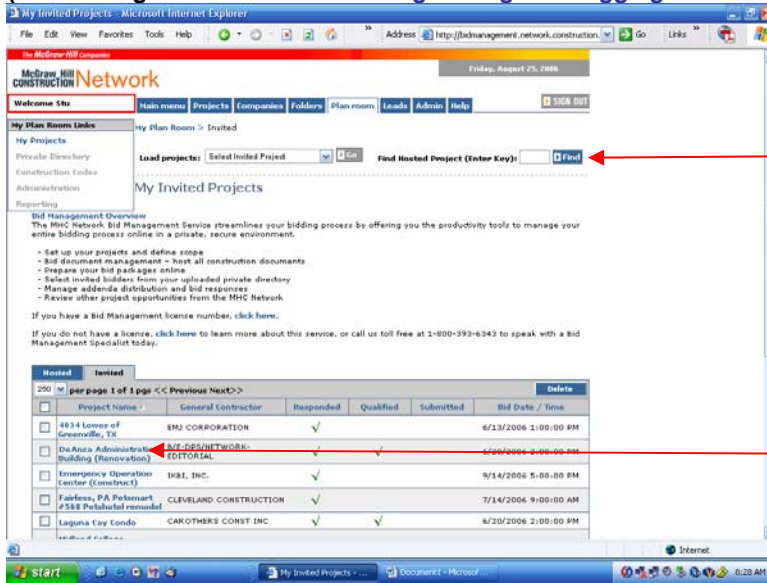 My Invited Projects - Microsoft Internet Explorer
File Edit View Favorites Tools Help » Address http://bidmanagement.network.construction. Go Links »
The McGraw Hill Companies
Friday, August 25, 2006
McGraw Hill CONSTRUCTION Network
Welcome Stu
Main menu Projects Companies Folders Plan room Leads Admin Help SIGN OUT
My Plan Room Links
My Plan Room > Invited
My Projects
Private Directory
Load projects: Select Invited Project Go Find Hosted Project (Enter Key): Find
Construction Codes
Administration
My Invited Projects
Reporting
Bid Management Overview
The MHC Network Bid Management Service streamlines your bidding process by offering you the productivity tools to manage your
entire bidding process online in a private, secure environment.
- Set up your projects and define scope
- Bid document management - host all construction documents
- Prepare your bid packages online
- Select invited bidders from your uploaded private directory
- Manage addenda distribution and bid responses
- Review other project opportunities from the MHC Network
If you have a Bid Management license number, click here.
If you do not have a license, click here to learn more about this service, or call us toll free at 1-800-393-6343 to speak with a Bid
Management Specialist today.
Hosted Invited
250 per page 1 of 1 pgs << Previous Next>> Delete
Project Name General Contractor Responded Qualified Submitted Bid Date / Time
4034 Lowes of
Greenville, TX
EMJ CORPORATION √ 6/13/2006 1:00:00 PM
DeAnza Administration
Building (Renovation)
B/E-DPS/NETWORK-
EDITORIAL √ √ 6/20/2006 2:00:00 PM
Emergency Operation
Center (Construct)
IKBI, INC. √ 9/14/2006 5:00:00 PM
Fairless, PA Petsmart
#568 Petshotel remodel
CLEVELAND CONSTRUCTION √ 7/14/2006 9:00:00 AM
Laguna Cay Condo CAROTHERS CONST INC √ √ 6/20/2006 2:00:00 PM
Midland College
Internet
start My Invited Projects - ... Document1 - Microsof... 8:28 AM